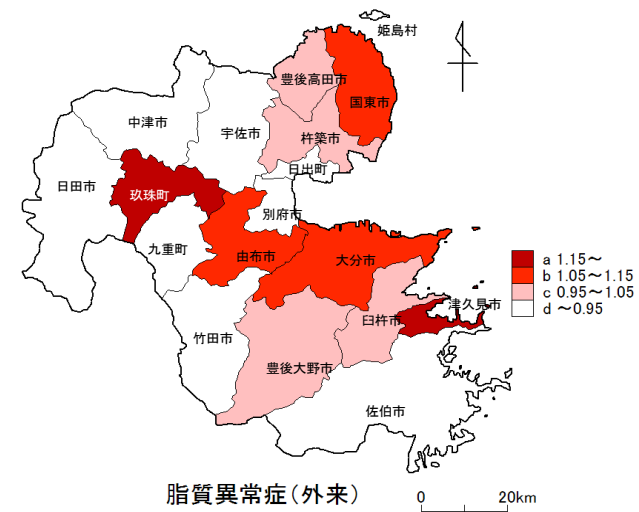 姫島村
豊後高田市
国東市
中津市
宇佐市
杵築市
日出町
日田市
玖珠町
別府市
九重町
由布市
大分市
a 1.15～
b 1.05～1.15
c 0.95～1.05
d ～0.95
津久見市
臼杵市
竹田市
豊後大野市
佐伯市
脂質異常症（外来）
0 20km